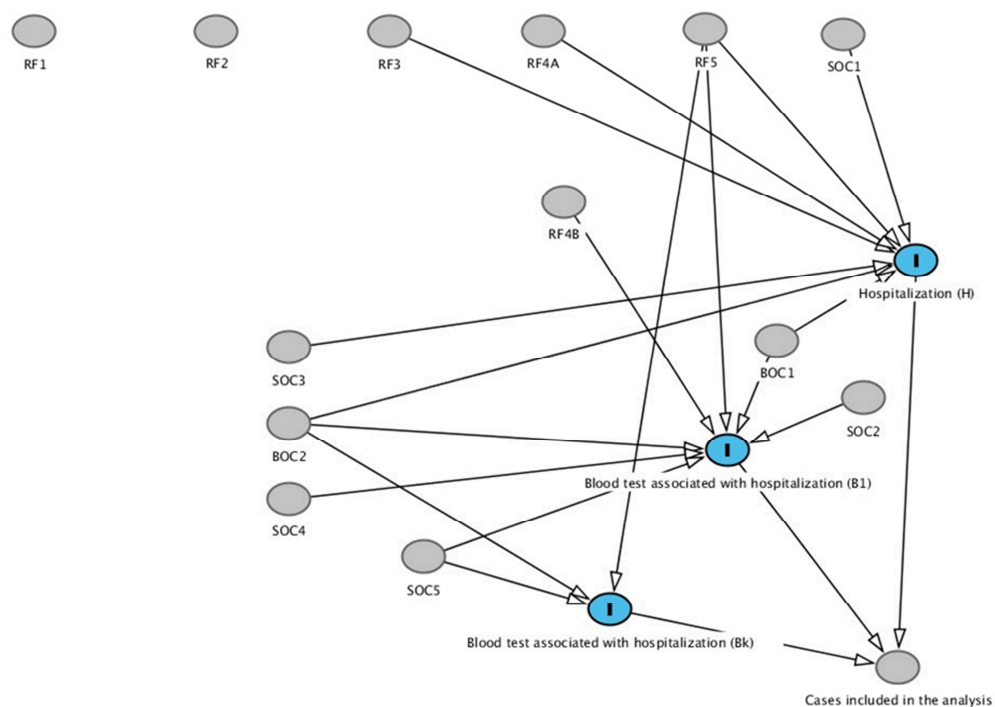 RF1
RF2
RF3
RF4A
RF5
SOC1
RF4B
Hospitalization (H)
SOC3
BOC1
BOC2
SOC2
Blood test associated with hospitalization (B1)
SOC4
SOC5
Blood test associated with hospitalization (Bk)
Cases included in the analysis